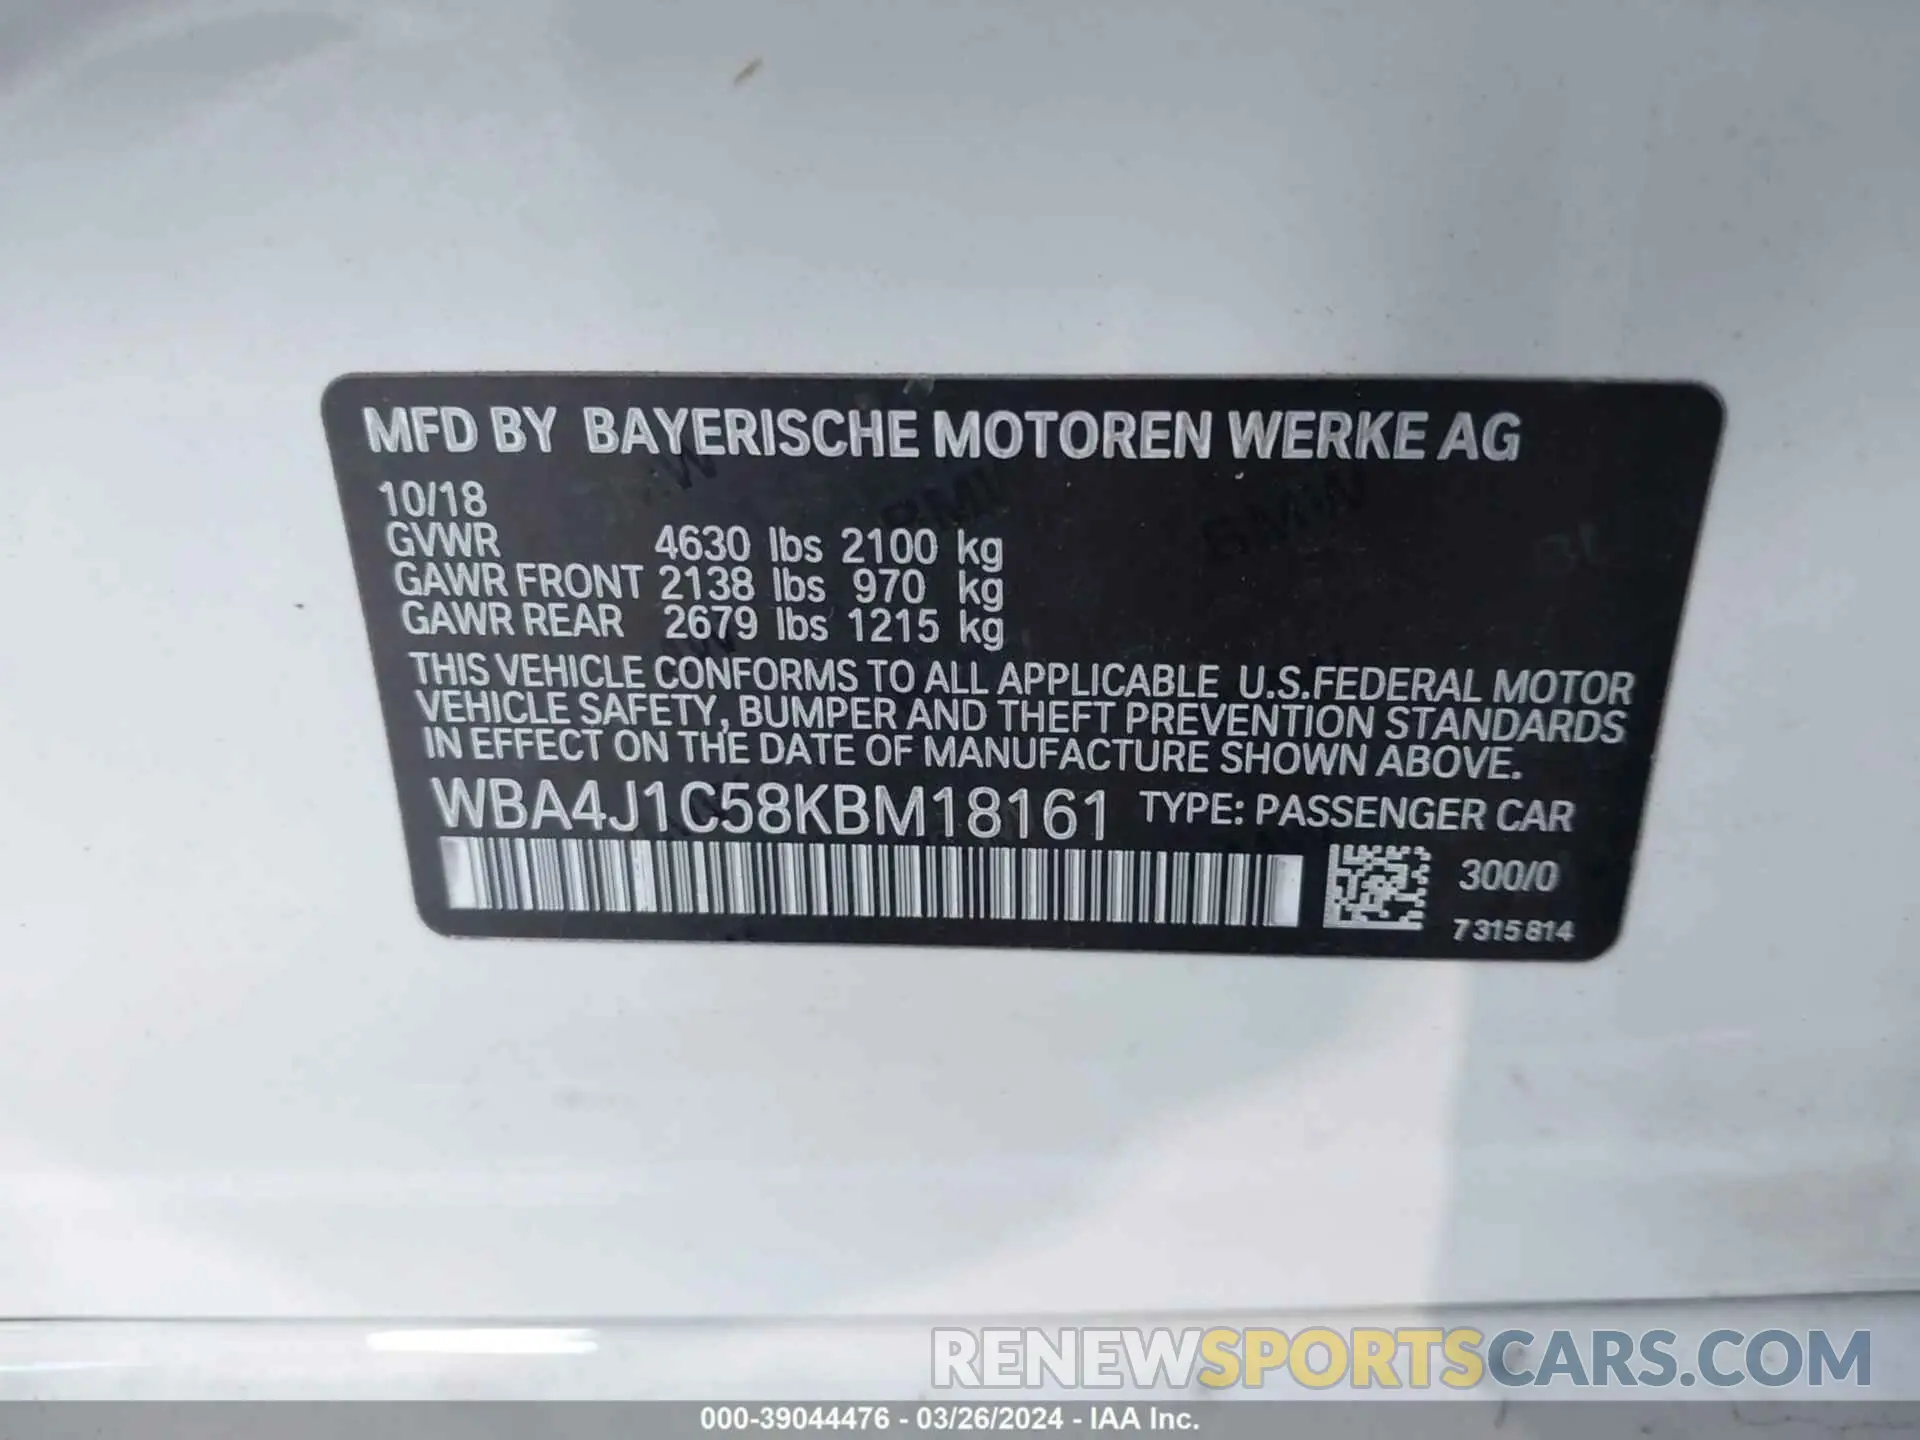 MFD BY BAYERISCHE MOTOREN WERKE AG
10/18
GVWR 4630 lbs 2100 kg
GAWR FRONT 2138 lbs 970 kg
GAWR REAR 2679 lbs 1215 kg
THIS VEHICLE CONFORMS TO ALL APPLICABLE U.S.FEDERAL MOTOR
VEHICLE SAFETY, BUMPER AND THEFT PREVENTION STANDARDS
IN EFFECT ON THE DATE OF MANUFACTURE SHOWN ABOVE.
WBA4J1C58KBM18161 TYPE: PASSENGER CAR
300/0
7315814
RENEWSPORTSCARS.COM
000-39044476 - 03/26/2024 - IAA Inc.